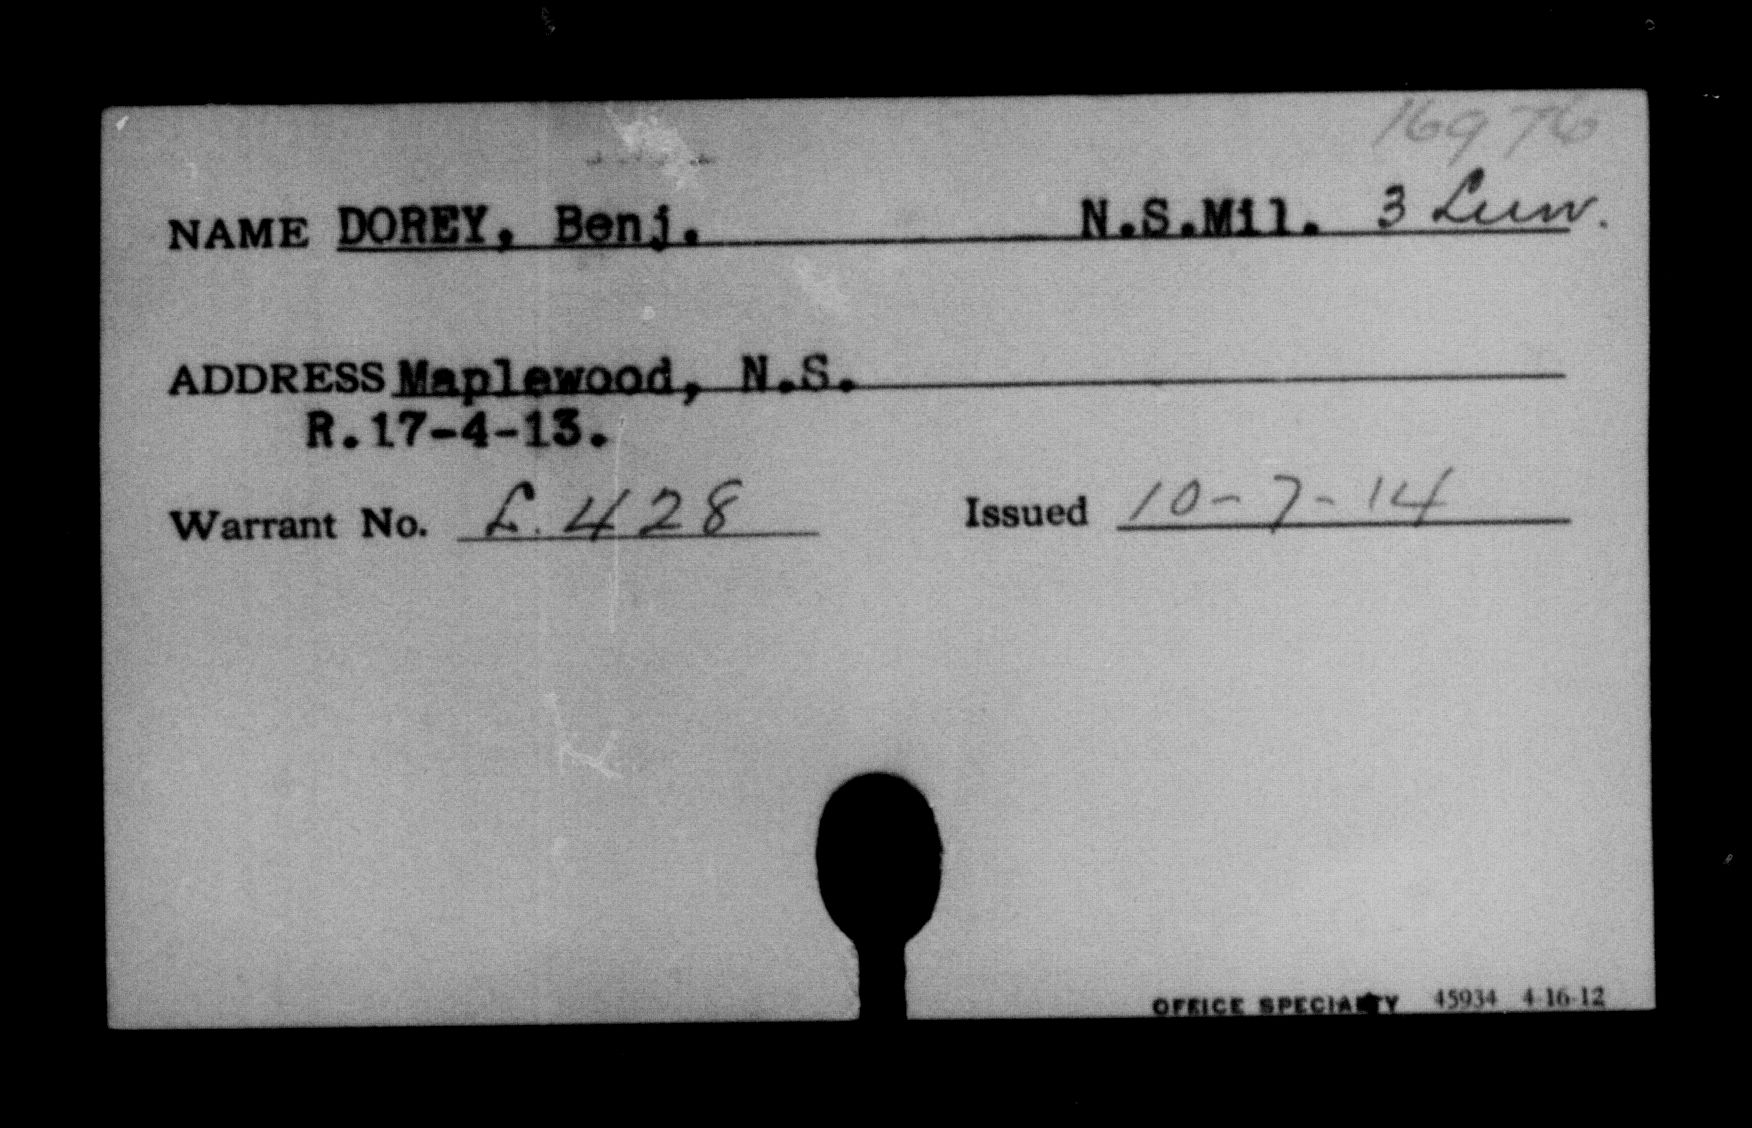 16976
NAME DOREY, Benj. N.S.Mil. 3 Lun.
ADDRESS Maplewood, N.S.
R.17-4-13.
Warrant No. L.428 Issued 10-7-14
OFFICE SPECIALTY 45934 4-16-12